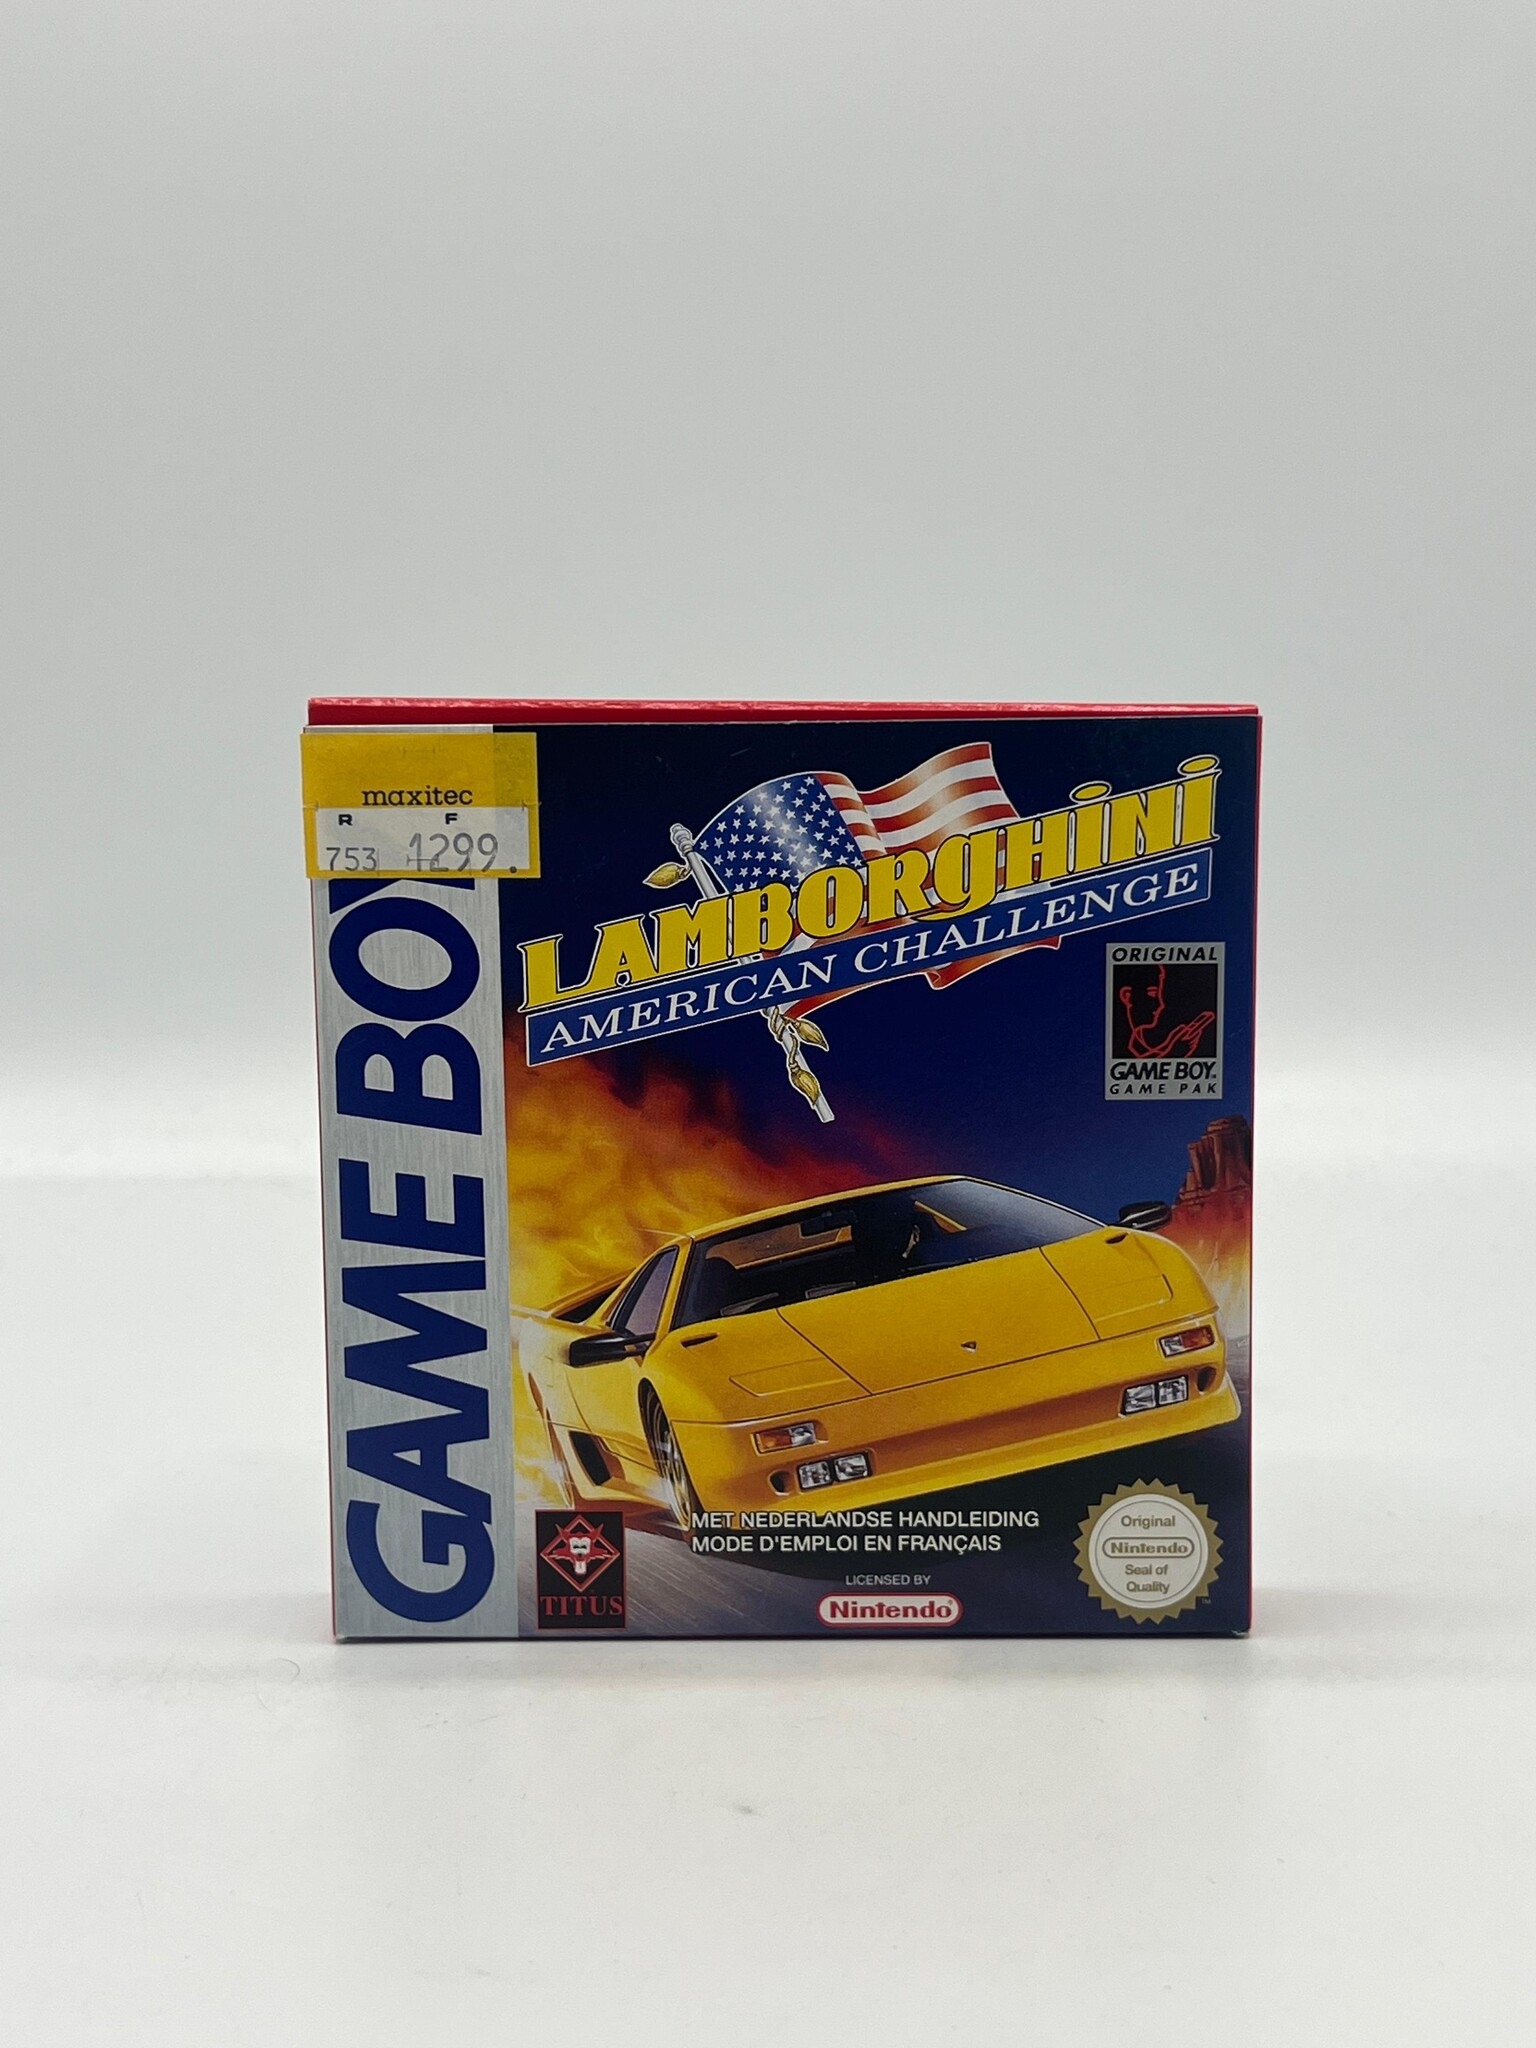 maxitec
R F
753 1299.
GAME BOY
LAMBORGHINI
AMERICAN CHALLENGE
ORIGINAL
GAME BOY
GAME PAK
MET NEDERLANDSE HANDLEIDING
MODE D'EMPLOI EN FRANÇAIS
LICENSED BY
Nintendo®
TITUS
Original
Nintendo
Seal of
Quality
TM